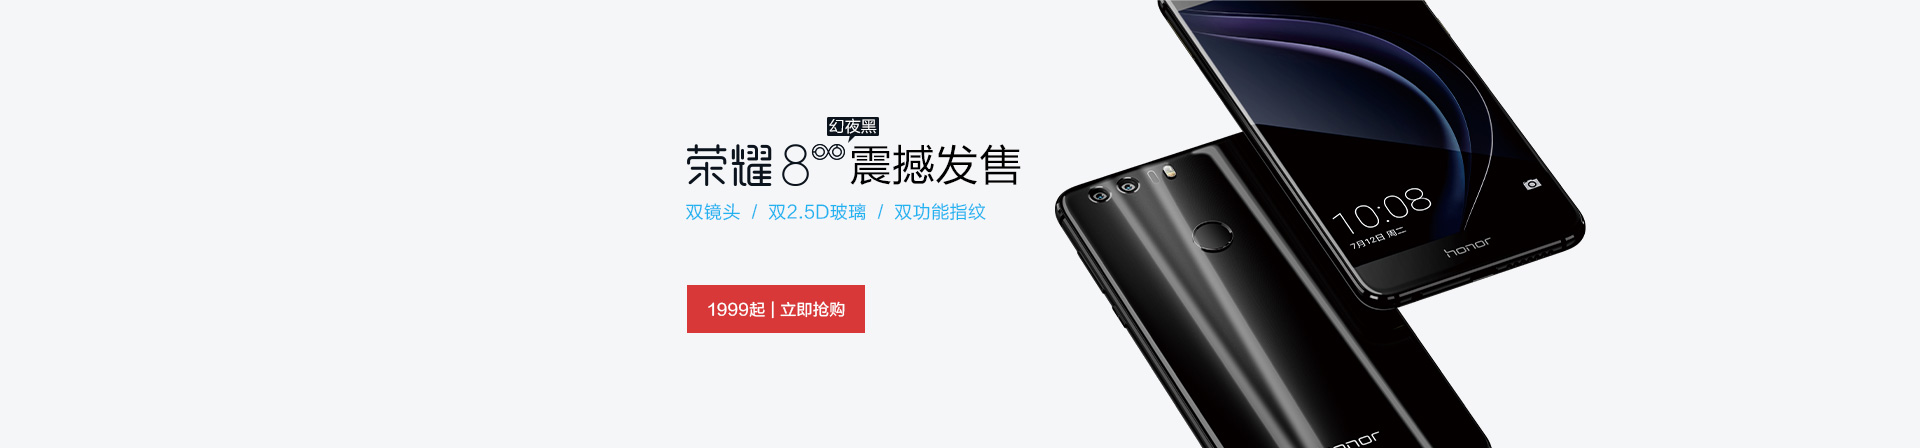 幻夜黑
荣耀8震撼发售
双镜头 / 双2.5D玻璃 / 双功能指纹
1999起 | 立即抢购
10:08
7月12日 周二
honor
honor